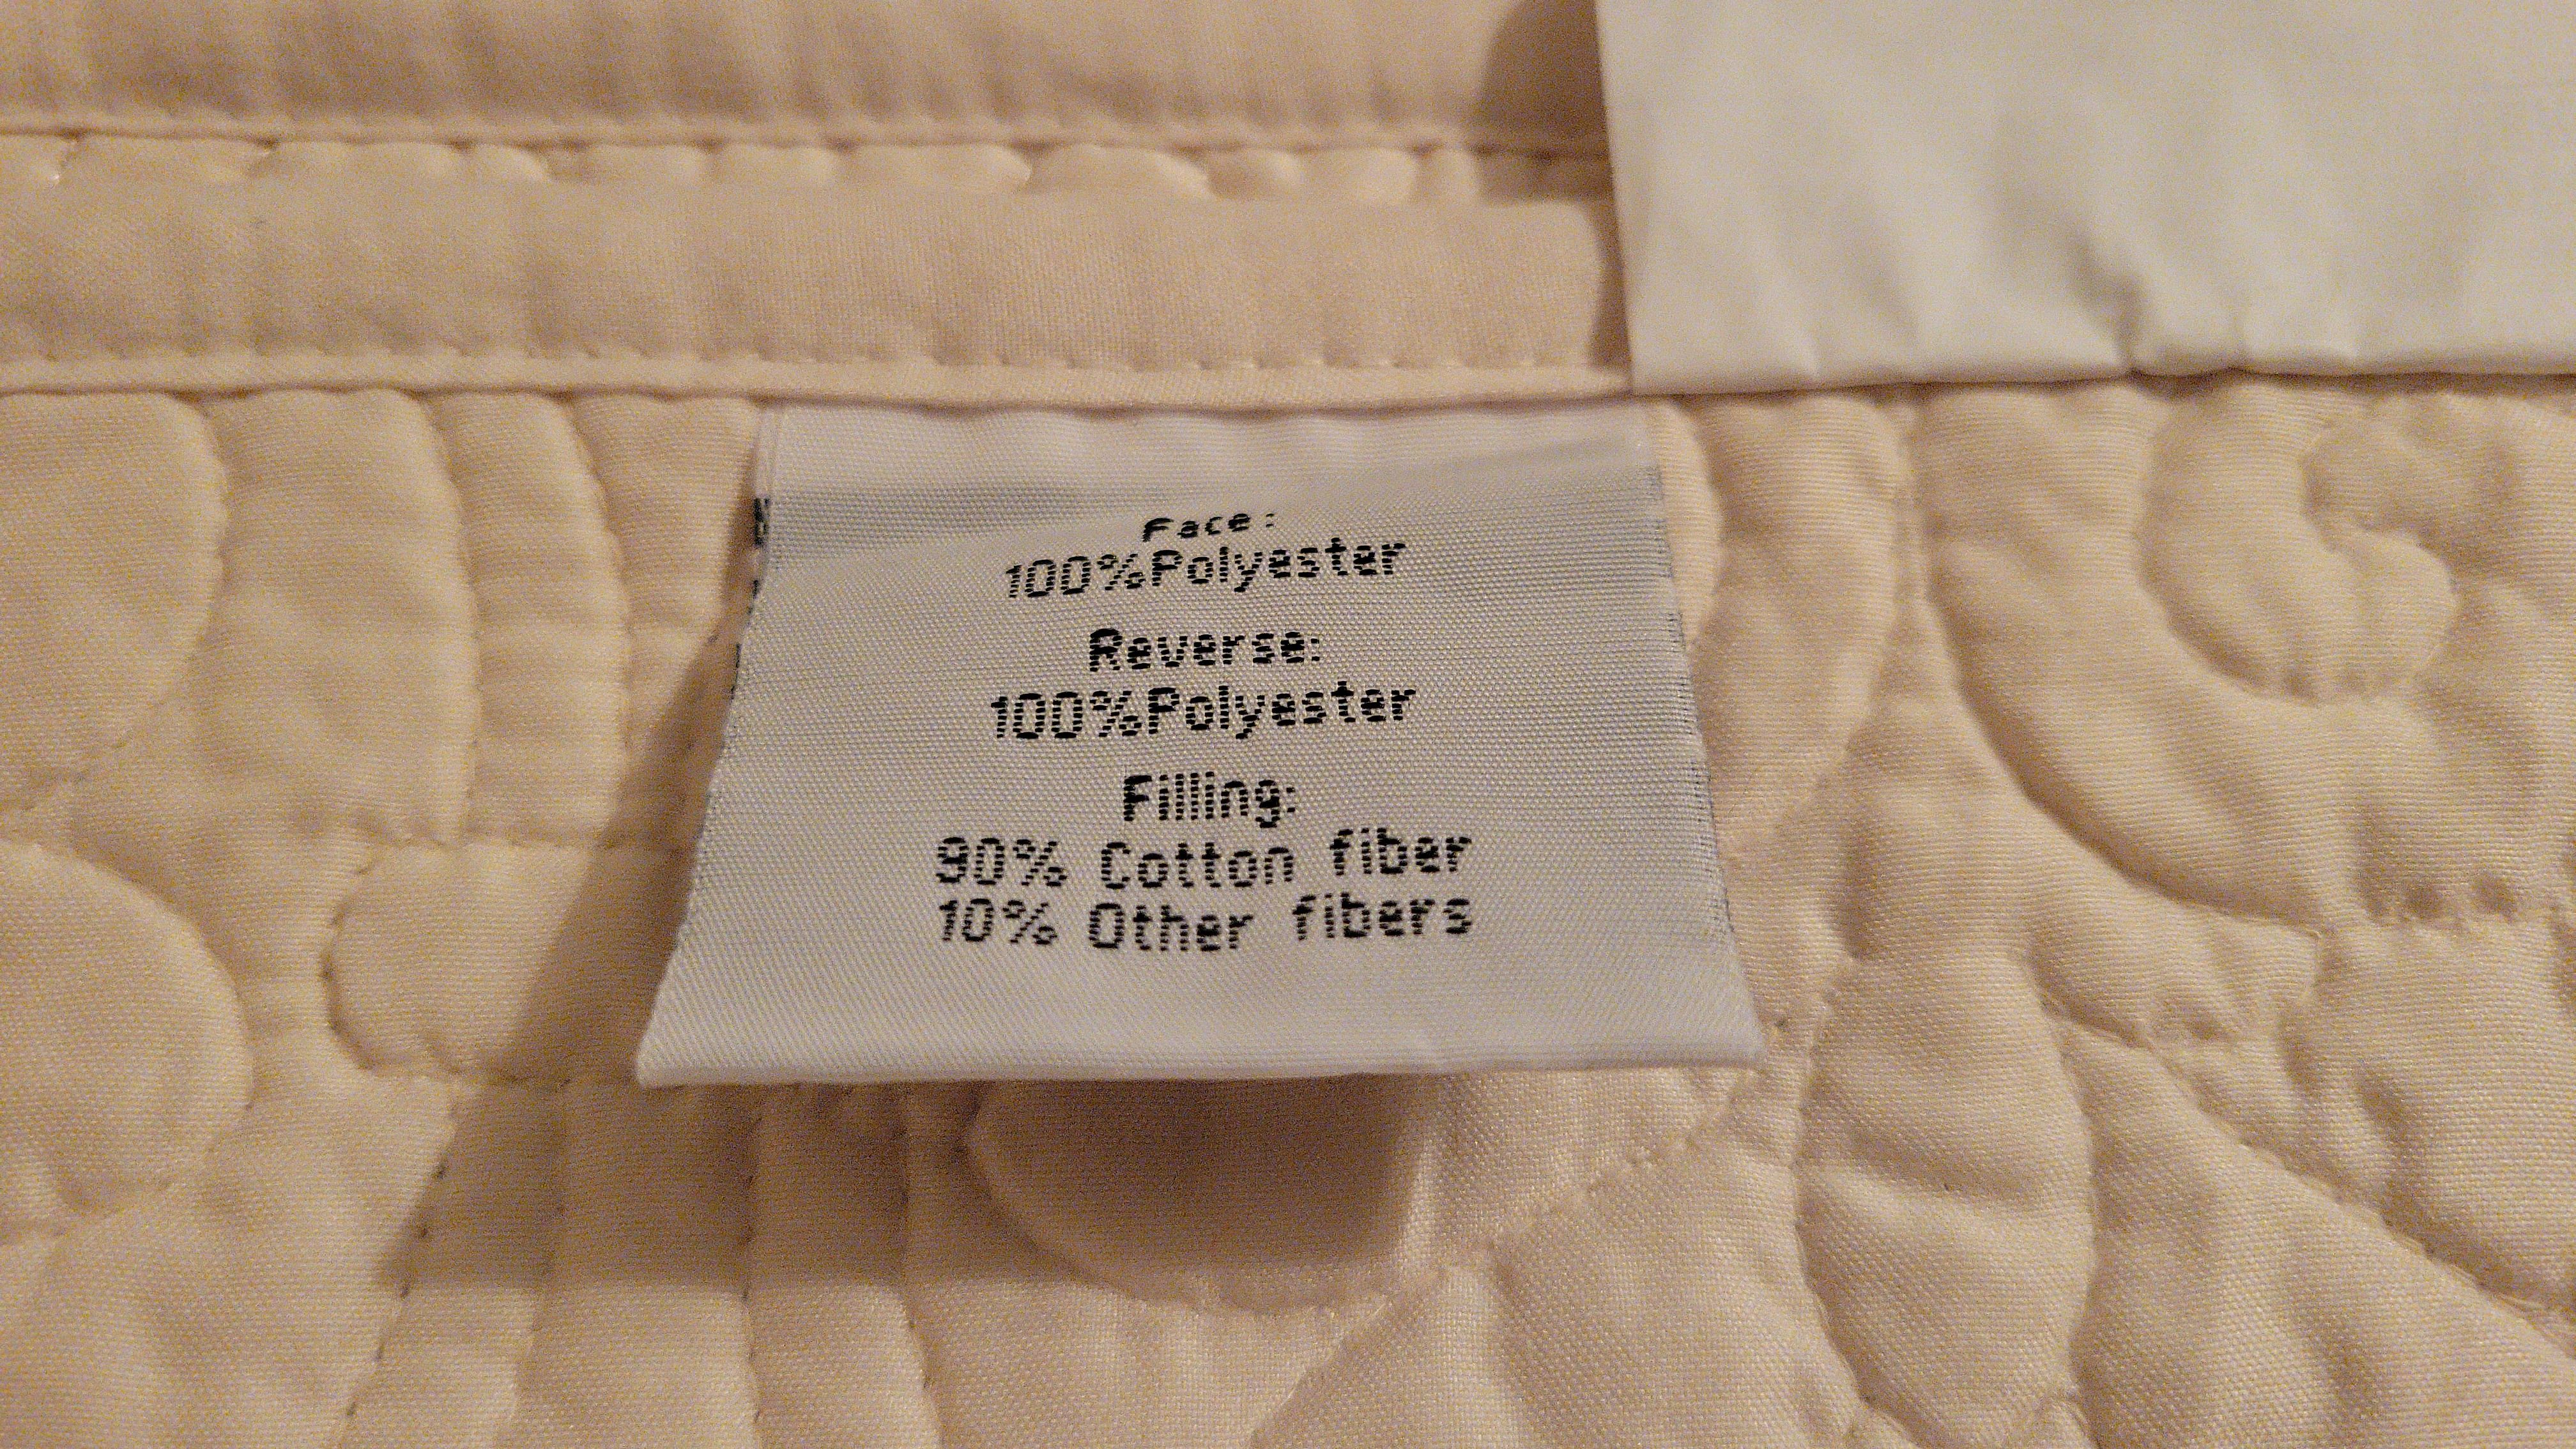 Face:
100%Polyester
Reverse:
100%Polyester
Filling:
90% Cotton fiber
10% Other fibers